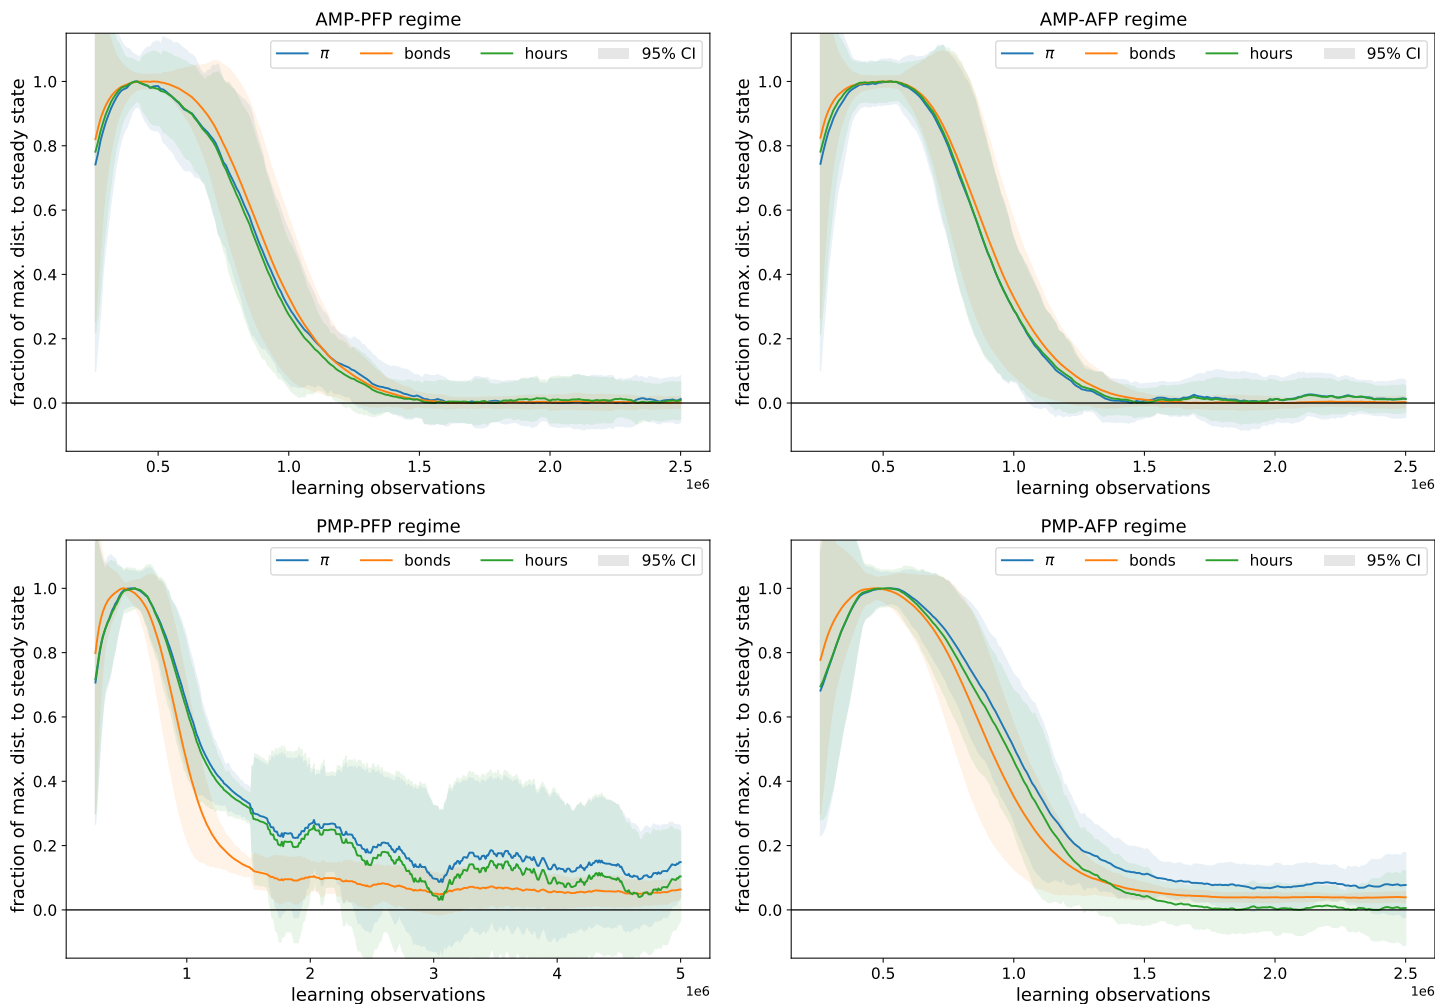 AMP-PFP regime
π bonds hours 95% CI
fraction of max. dist. to steady state
1.0
0.8
0.6
0.4
0.2
0.0
0.5 1.0 1.5 2.0 2.5
1e6
learning observations
AMP-AFP regime
π bonds hours 95% CI
fraction of max. dist. to steady state
1.0
0.8
0.6
0.4
0.2
0.0
0.5 1.0 1.5 2.0 2.5
1e6
learning observations
PMP-PFP regime
π bonds hours 95% CI
fraction of max. dist. to steady state
1.0
0.8
0.6
0.4
0.2
0.0
1 2 3 4 5
1e6
learning observations
PMP-AFP regime
π bonds hours 95% CI
fraction of max. dist. to steady state
1.0
0.8
0.6
0.4
0.2
0.0
0.5 1.0 1.5 2.0 2.5
1e6
learning observations